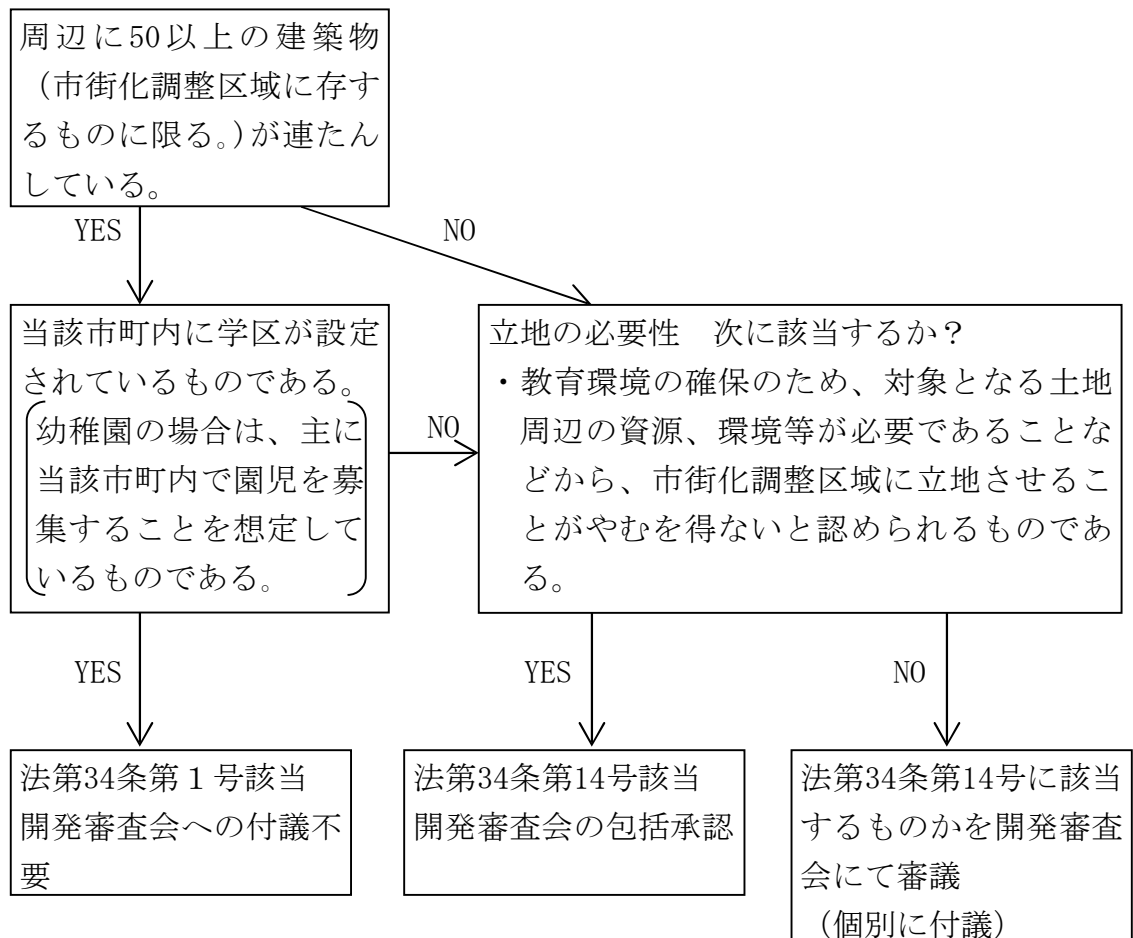 周辺に50以上の建築物
（市街化調整区域に存す
るものに限る。）が連たん
している。
YES
NO
当該市町内に学区が設定
されているものである。
幼稚園の場合は、主に
当該市町内で園児を募
集することを想定して
いるものである。
NO
立地の必要性　次に該当するか？
・教育環境の確保のため、対象となる土地
周辺の資源、環境等が必要であることな
どから、市街化調整区域に立地させるこ
とがやむを得ないと認められるものであ
る。
YES
YES
NO
法第34条第１号該当
開発審査会への付議不
要
法第34条第14号該当
開発審査会の包括承認
法第34条第14号に該当
するものかを開発審査
会にて審議
（個別に付議）